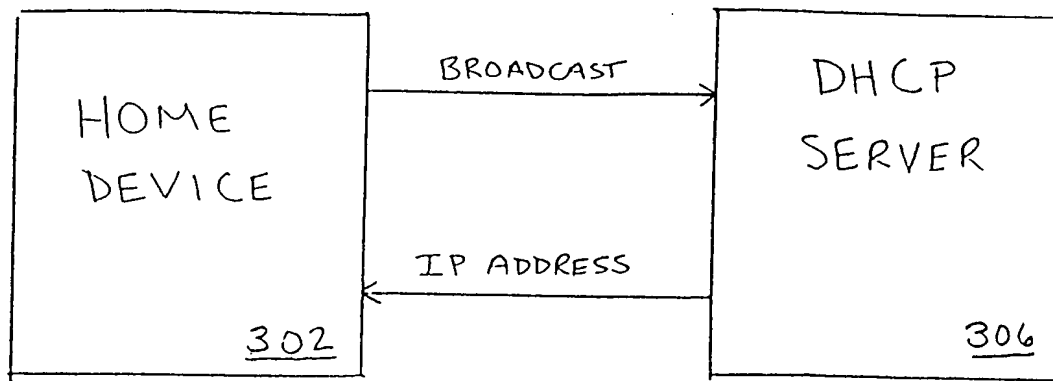 HOME
DEVICE
302
BROADCAST
IP ADDRESS
DHCP
SERVER
306